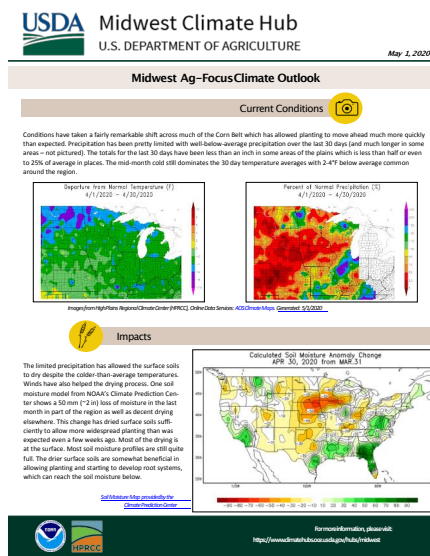 USDA
Midwest Climate Hub
U.S. DEPARTMENT OF AGRICULTURE
May 1, 2020
Midwest Ag-Focus Climate Outlook
Current Conditions
Conditions have taken a fairly remarkable shift across much of the Corn Belt which has allowed planting to move ahead much more quickly
than expected. Precipitation has been pretty limited with well-below-average precipitation over the last 30 days (and much longer in some
areas – not pictured). The totals for the last 30 days have been less than an inch in some areas of the plains which is less than half or even
to 25% of average in places. The mid-month cold still dominates the 30 day temperatures averages with 2-4°F below average common
around the region.
Departure from Normal Temperature (F)
4/1/2020 - 4/30/2020
Percent of Normal Precipitation (%)
4/1/2020 - 4/30/2020
Images from High Plains Regional Climate Center (HPRCC), Online Data Services: ACIS Climate Maps. Generated: 5/1/2020
Impacts
The limited precipitation has allowed the surface soils
to dry despite the colder-than-average temperatures.
Winds have also helped the drying process. One soil
moisture model from NOAA's Climate Prediction Cen-
ter shows a 50 mm (~2 in) loss of moisture in the last
month in part of the region as well as decent drying
elsewhere. This change has dried surface soils suffi-
ciently to allow more widespread planting than was
expected even a few weeks ago. Most of the drying is
at the surface. Most soil moisture profiles are still quite
full. The drier surface soils are somewhat beneficial in
allowing planting and starting to develop root systems,
which can reach the soil moisture below.
Soil Moisture Map provided by the
Climate Prediction Center
Calculated Soil Moisture Anomaly Change
APR 30, 2020 from MAR.31
NOAA
HPRCC
For more information, please visit:
https://www.climatehubs.oce.usda.gov/hubs/midwest